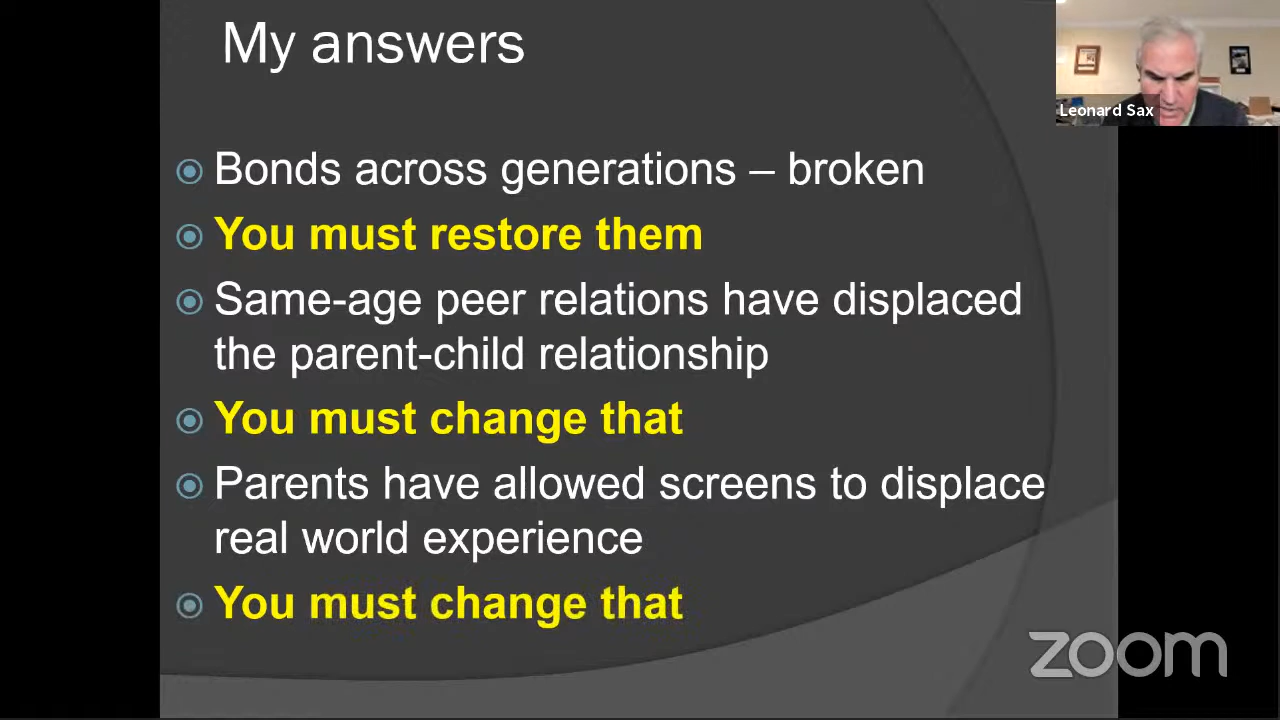 My answers
Leonard Sax
Bonds across generations – broken
You must restore them
Same-age peer relations have displaced
the parent-child relationship
You must change that
Parents have allowed screens to displace
real world experience
You must change that
zoom